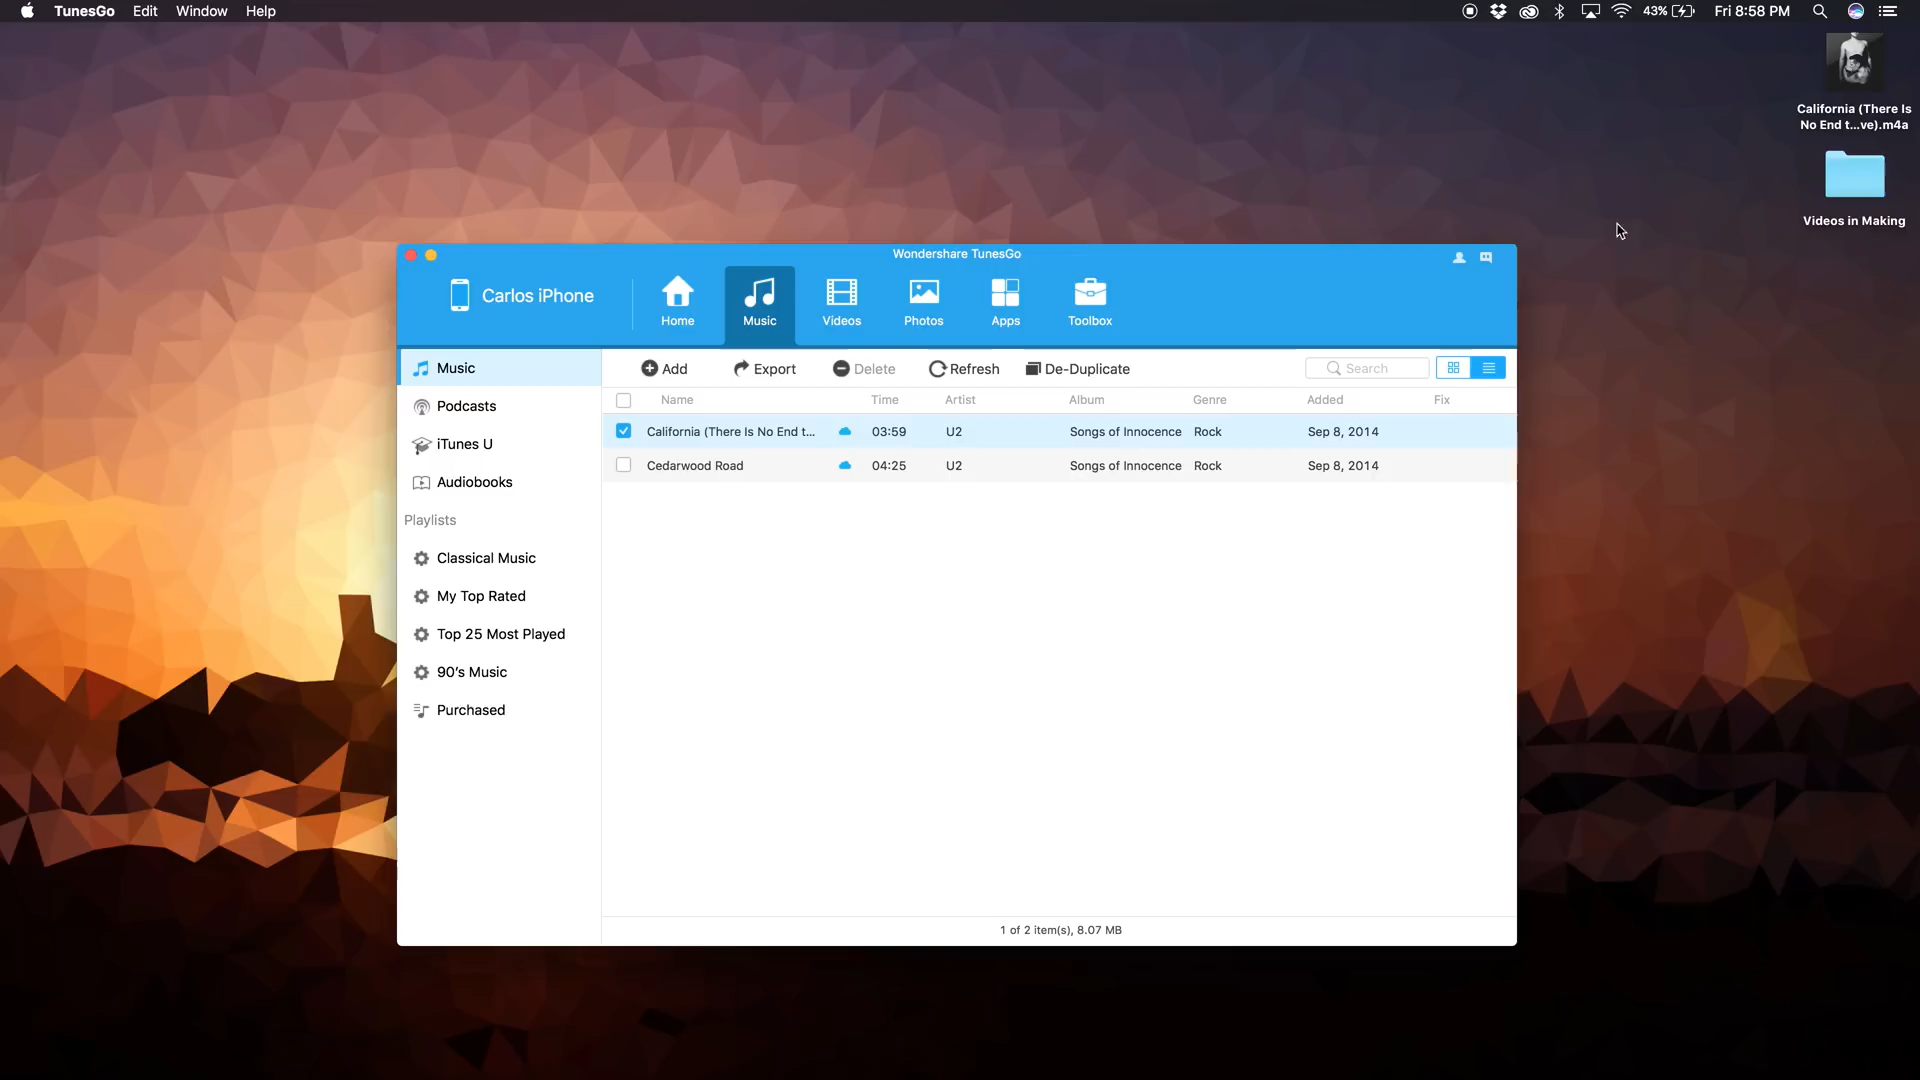 TunesGo Edit Window Help 43% Fri 8:58 PM
California (There Is
No End t...ve).m4a
Videos in Making
Wondershare TunesGo
Carlos iPhone
Home Music Videos Photos Apps Toolbox
Music
Podcasts
iTunes U
Audiobooks
Playlists
Classical Music
My Top Rated
Top 25 Most Played
90's Music
Purchased
Add Export Delete Refresh De-Duplicate Search
Name Time Artist Album Genre Added Fix
California (There Is No End t... 03:59 U2 Songs of Innocence Rock Sep 8, 2014
Cedarwood Road 04:25 U2 Songs of Innocence Rock Sep 8, 2014
1 of 2 item(s), 8.07 MB